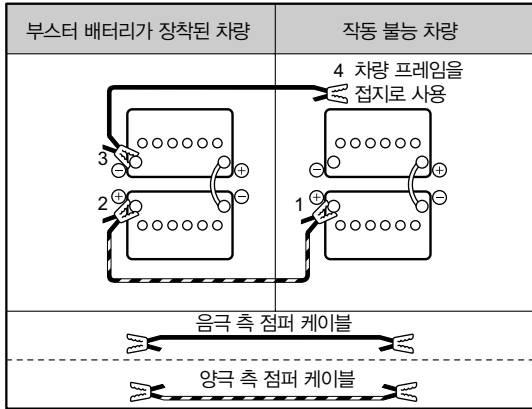 부스터 배터리가 장착된 차량
작동 불능 차량
4 차량 프레임을
접지로 사용
3
⊖
⊕
⊖
⊕
2
⊕
⊖
1
⊕
⊖
음극 측 점퍼 케이블
양극 측 점퍼 케이블